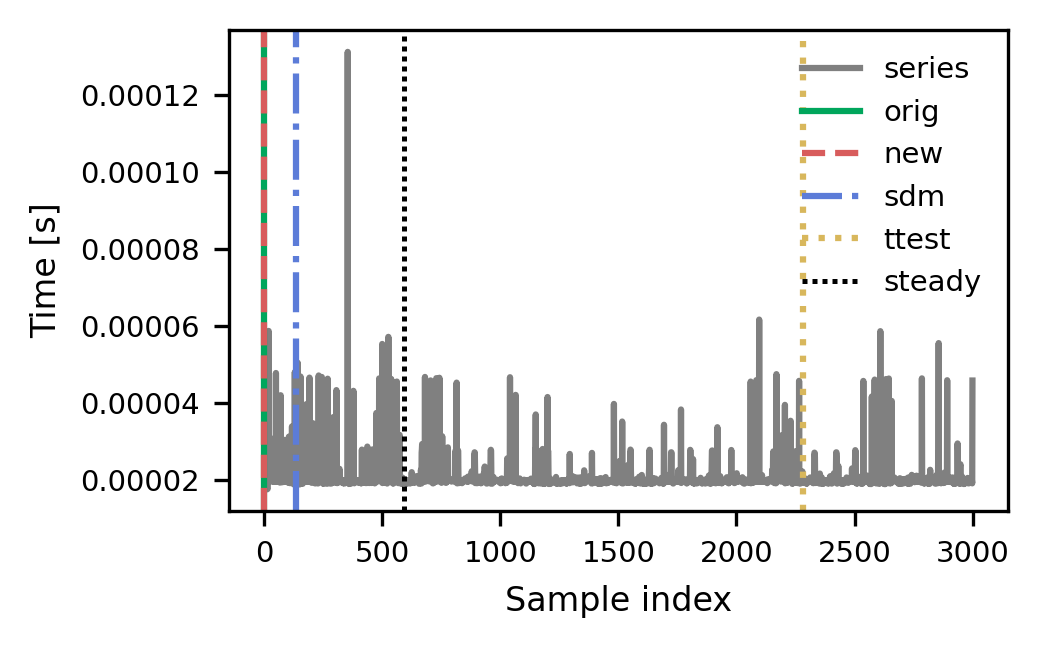 0.00012
0.00010
0.00008
0.00006
0.00004
0.00002
Time [s]
series
orig
new
sdm
ttest
steady
0 500 1000 1500 2000 2500 3000
Sample index